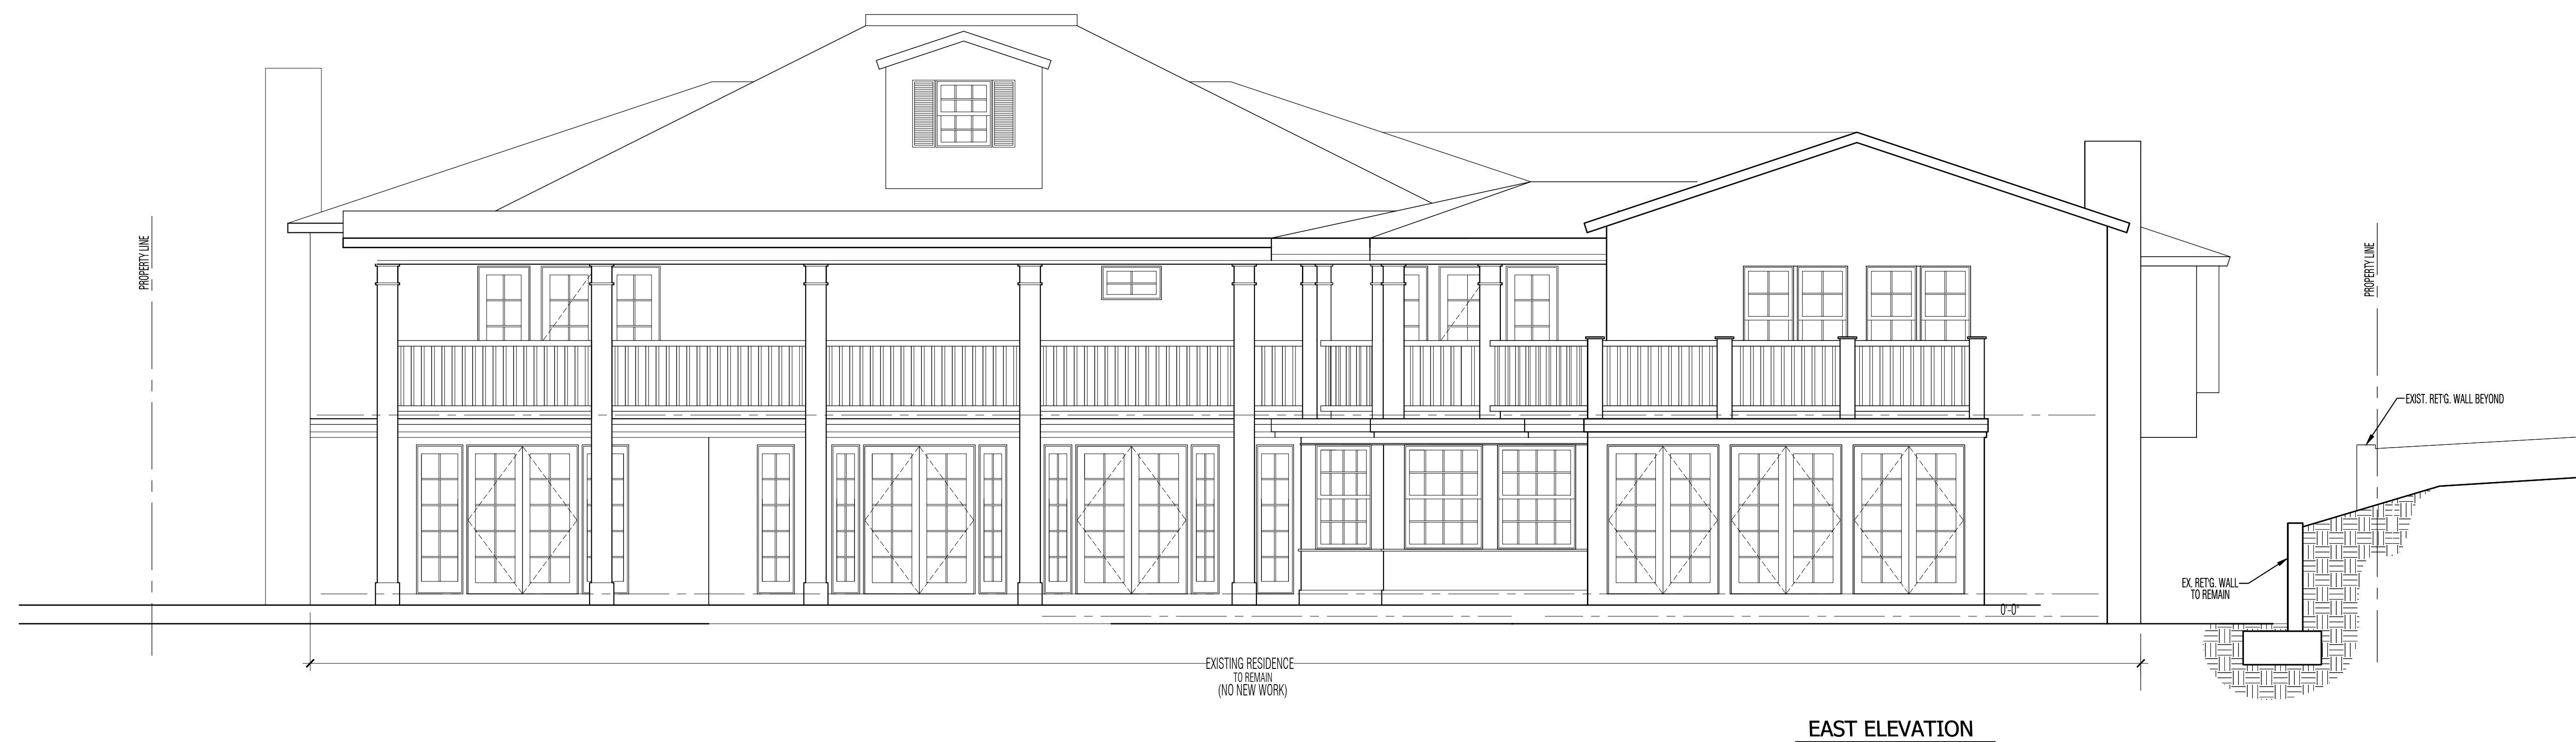 PROPERTY LINE
PROPERTY LINE
EXIST. RET'G. WALL BEYOND
EX. RET'G. WALL
TO REMAIN
0'-0"
EXISTING RESIDENCE
TO REMAIN
(NO NEW WORK)
EAST ELEVATION